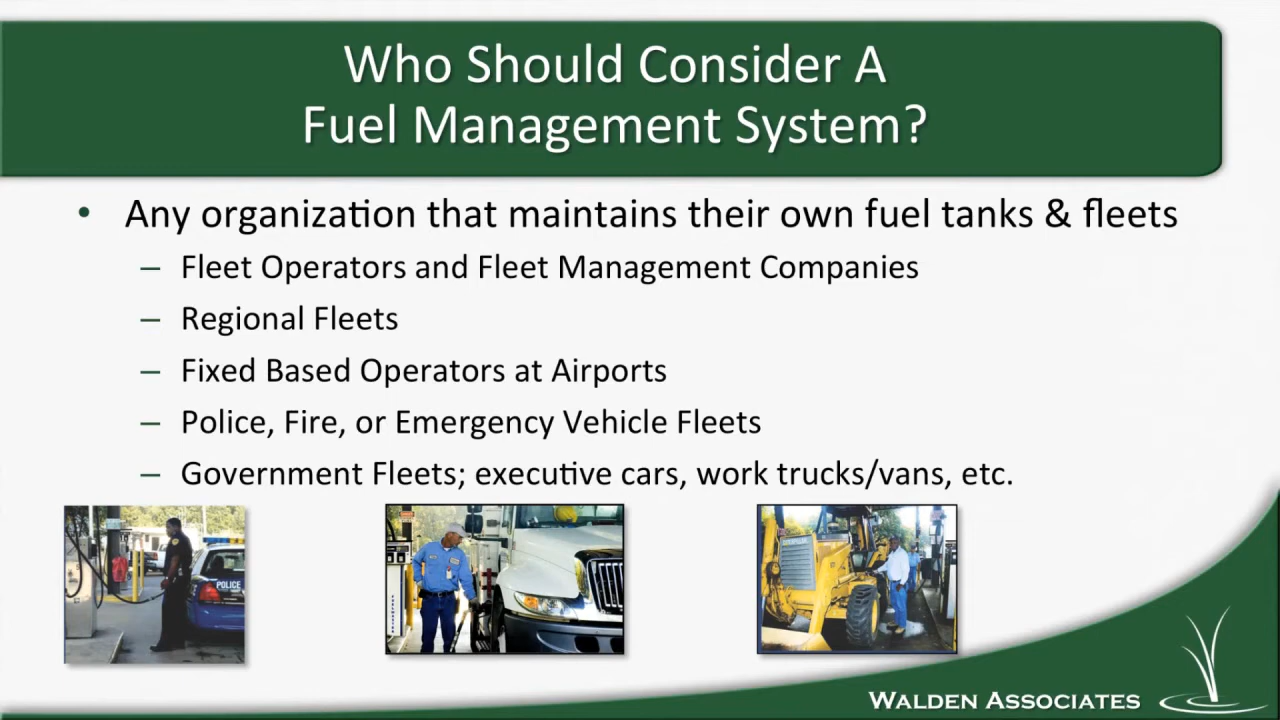 Who Should Consider A
Fuel Management System?
• Any organization that maintains their own fuel tanks & fleets
– Fleet Operators and Fleet Management Companies
– Regional Fleets
– Fixed Based Operators at Airports
– Police, Fire, or Emergency Vehicle Fleets
– Government Fleets; executive cars, work trucks/vans, etc.
POLICE
CATERPILLAR
WALDEN ASSOCIATES